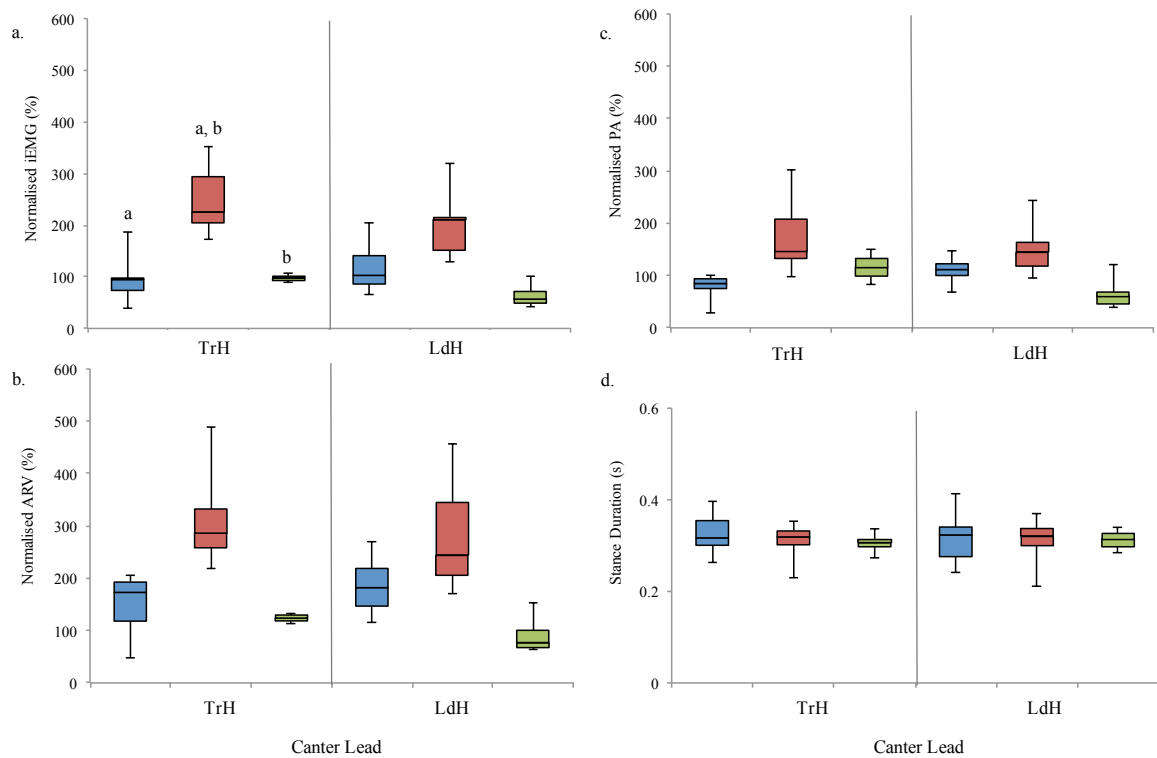 a.
Normalised iEMG (%)
600
500
400
300
200
100
0
a
a, b
b
TrH
LdH
b.
Normalised ARV (%)
600
500
400
300
200
100
0
TrH
LdH
Canter Lead
c.
Normalised PA (%)
600
500
400
300
200
100
0
TrH
LdH
d.
Stance Duration (s)
0.6
0.4
0.2
0
TrH
LdH
Canter Lead